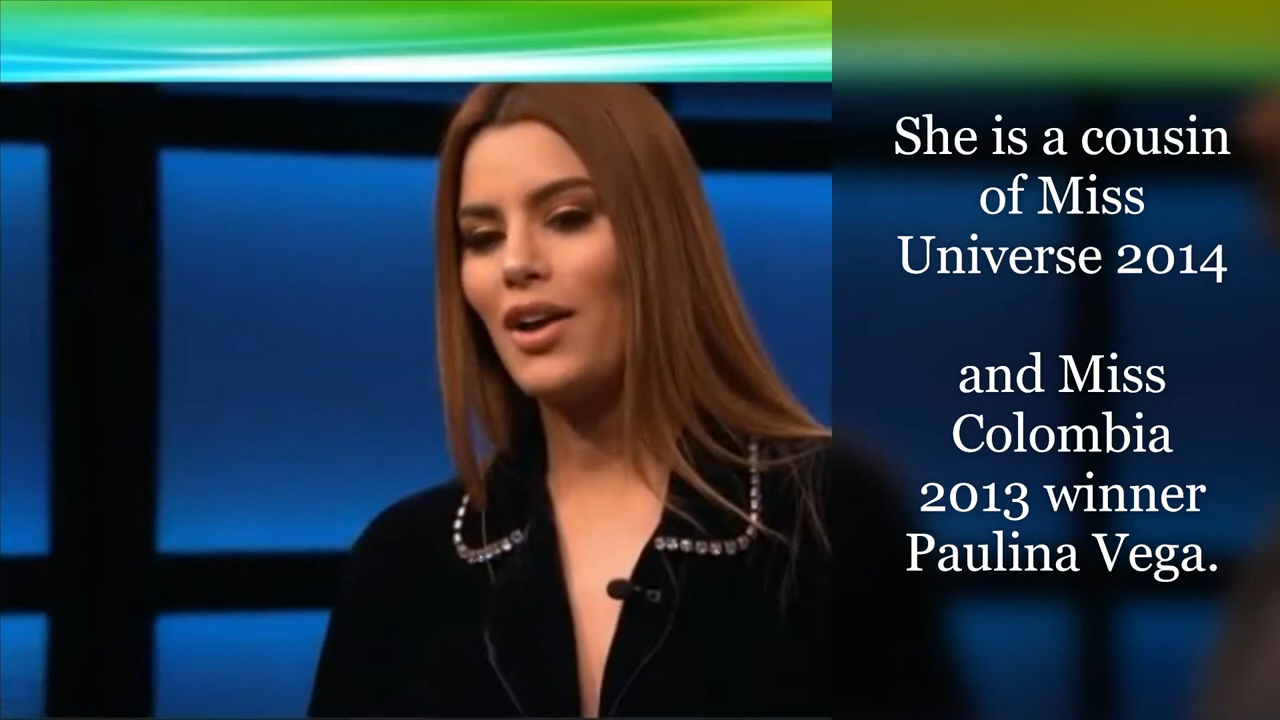 She is a cousin
of Miss
Universe 2014
and Miss
Colombia
2013 winner
Paulina Vega.